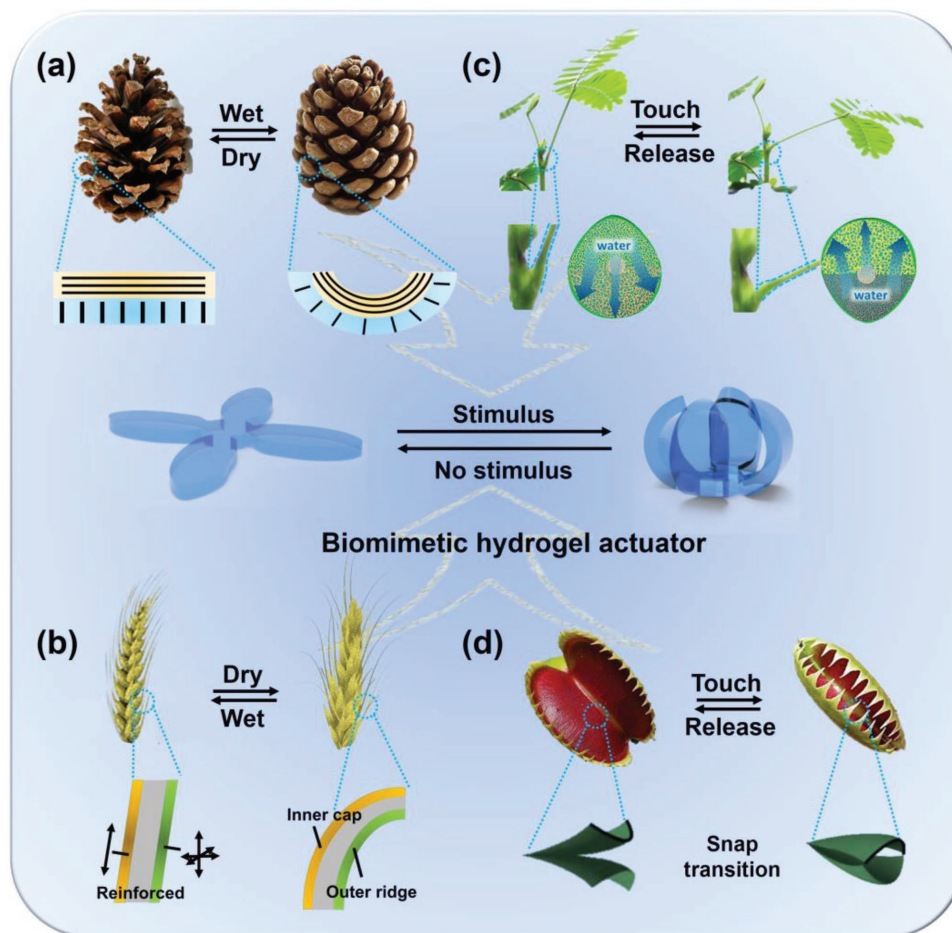 (a)
Wet
Dry
(c)
Touch
Release
water
water
Stimulus
No stimulus
Biomimetic hydrogel actuator
(b)
Dry
Wet
Reinforced
Inner cap
Outer ridge
(d)
Touch
Release
Snap
transition